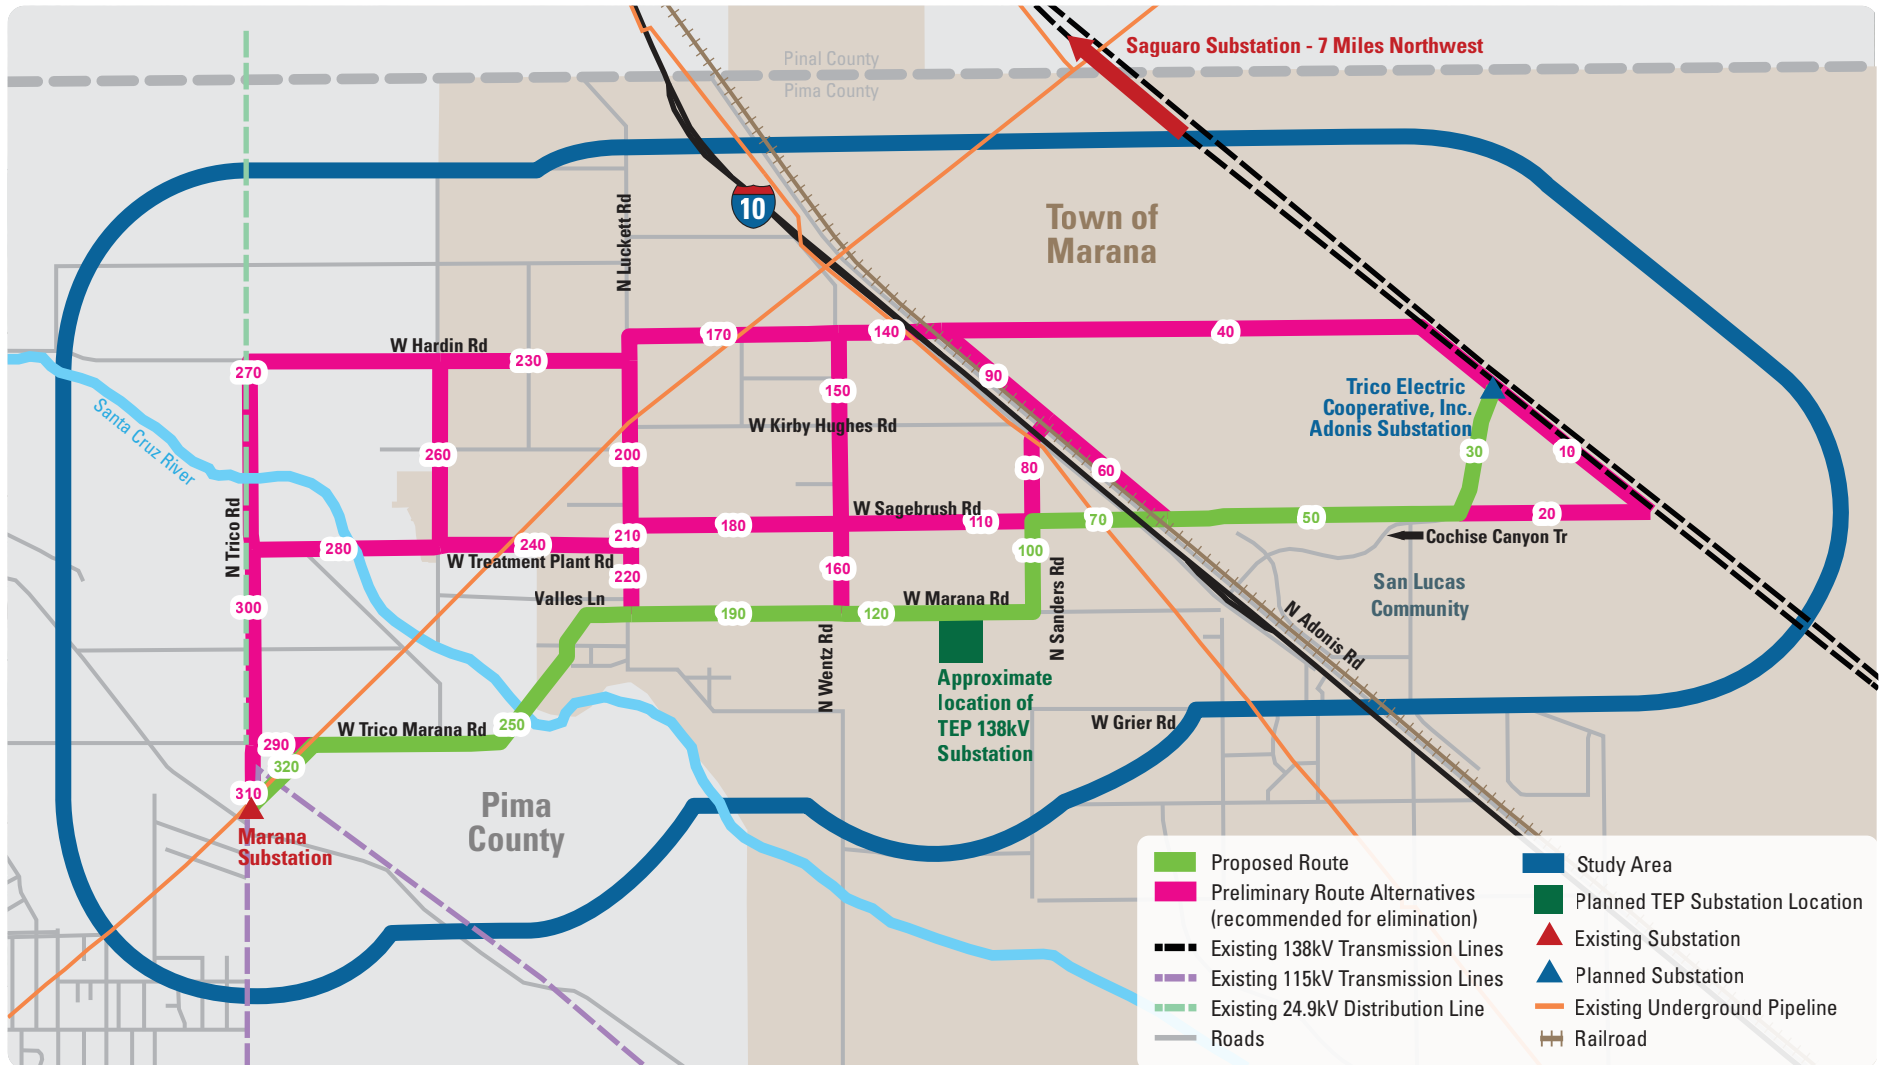 Pinal County
Pima County
Saguaro Substation - 7 Miles Northwest
10
Town of
Marana
N Luckett Rd
W Hardin Rd
230
170
140
40
270
150
90
Trico Electric
Cooperative, Inc.
Adonis Substation
W Kirby Hughes Rd
Santa Cruz River
260
200
80
60
30
10
N Trico Rd
W Sagebrush Rd
180
110
70
50
20
210
Cochise Canyon Tr
280
240
W Treatment Plant Rd
100
160
220
San Lucas
Community
300
Valles Ln
190
120
W Marana Rd
N Sanders Rd
N Adonis Rd
N Wentz Rd
Approximate
location of
TEP 138kV
Substation
250
W Trico Marana Rd
W Grier Rd
290
320
310
Pima
County
Marana
Substation
Proposed Route
Preliminary Route Alternatives
(recommended for elimination)
Existing 138kV Transmission Lines
Existing 115kV Transmission Lines
Existing 24.9kV Distribution Line
Roads
Study Area
Planned TEP Substation Location
Existing Substation
Planned Substation
Existing Underground Pipeline
Railroad